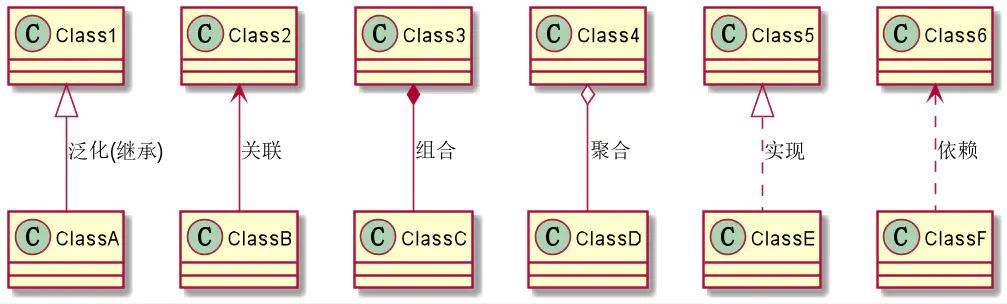 C Class1
C Class2
C Class3
C Class4
C Class5
C Class6
泛化(继承)
关联
组合
聚合
实现
依赖
C ClassA
C ClassB
C ClassC
C ClassD
C ClassE
C ClassF